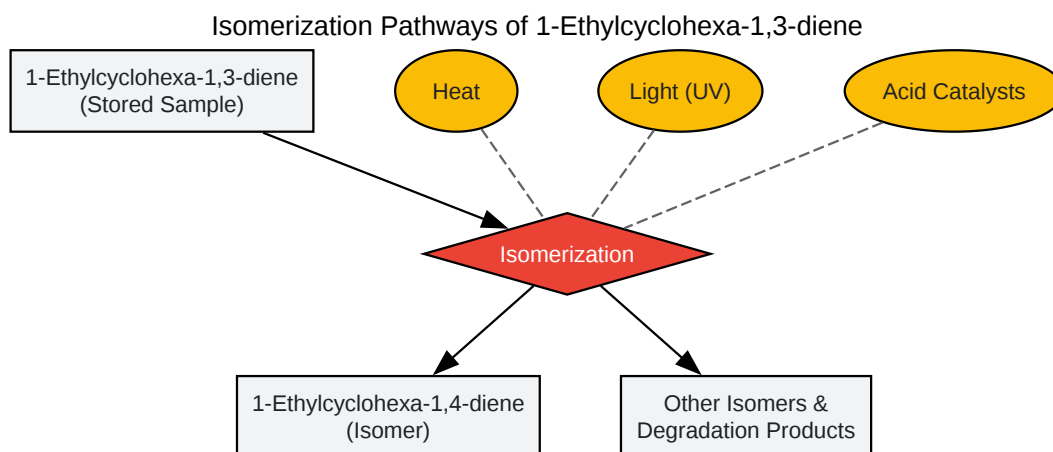 Isomerization Pathways of 1-Ethylcyclohexa-1,3-diene
1-Ethylcyclohexa-1,3-diene
(Stored Sample)
Heat
Light (UV)
Acid Catalysts
Isomerization
1-Ethylcyclohexa-1,4-diene
(Isomer)
Other Isomers &
Degradation Products